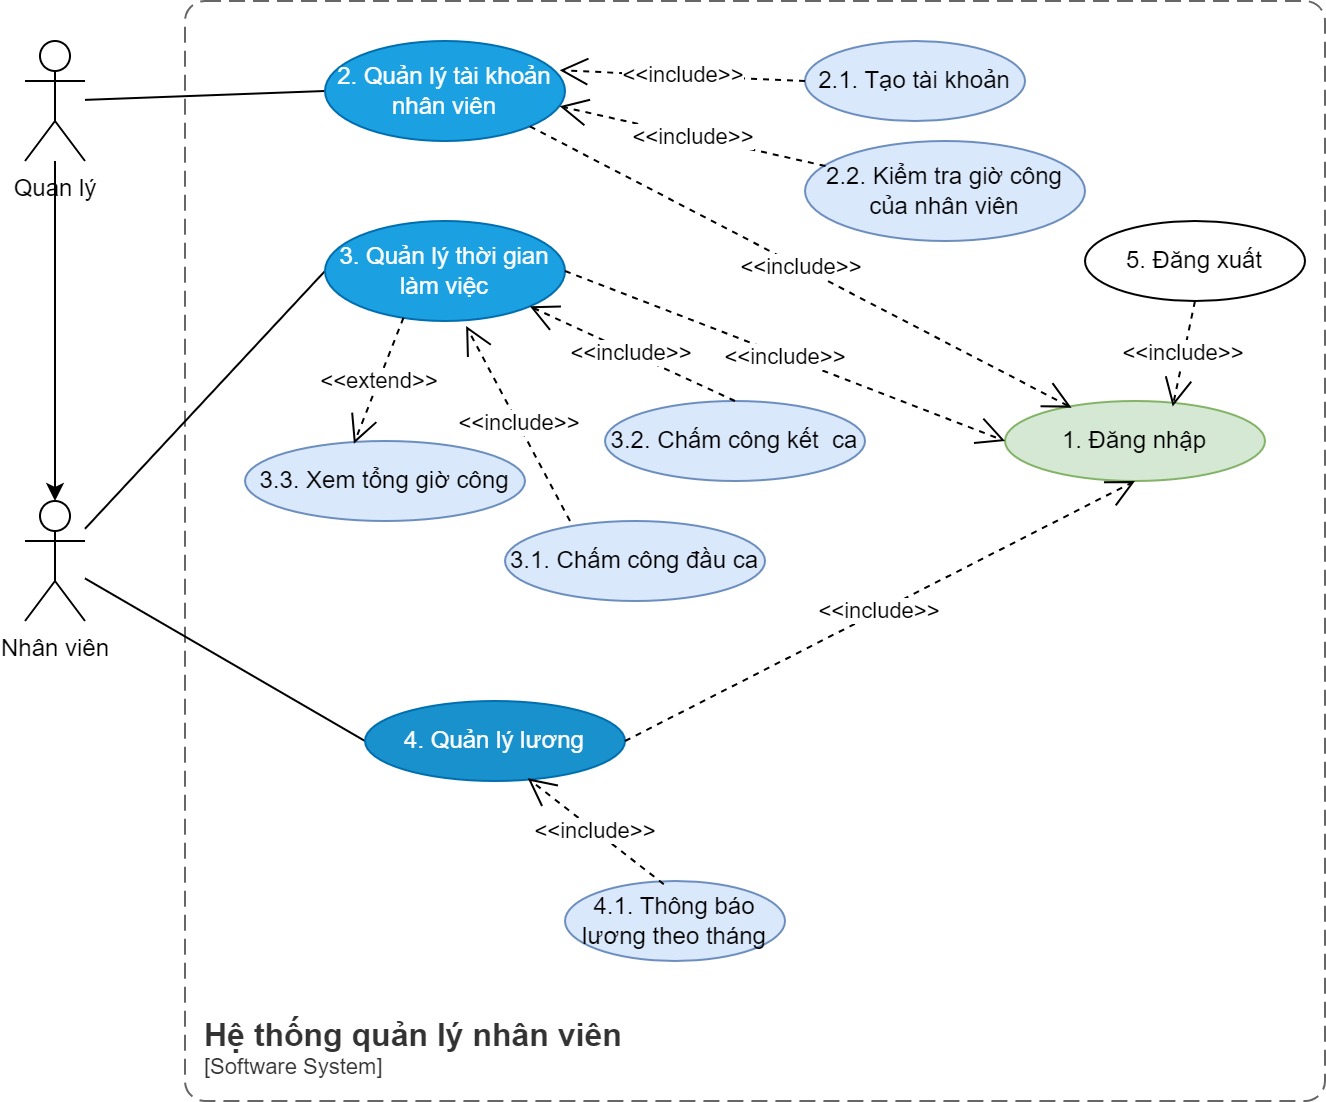 2. Quản lý tài khoản
nhân viên
<<include>>
2.1. Tạo tài khoản
<<include>>
2.2. Kiểm tra giờ công
của nhân viên
Quan lý
3. Quản lý thời gian
làm việc
<<include>>
5. Đăng xuất
<<include>>
<<include>>
<<include>>
<<extend>>
<<include>>
3.2. Chấm công kết  ca
1. Đăng nhập
3.3. Xem tổng giờ công
3.1. Chấm công đầu ca
<<include>>
Nhân viên
4. Quản lý lương
<<include>>
4.1. Thông báo
lương theo tháng
Hệ thống quản lý nhân viên
[Software System]